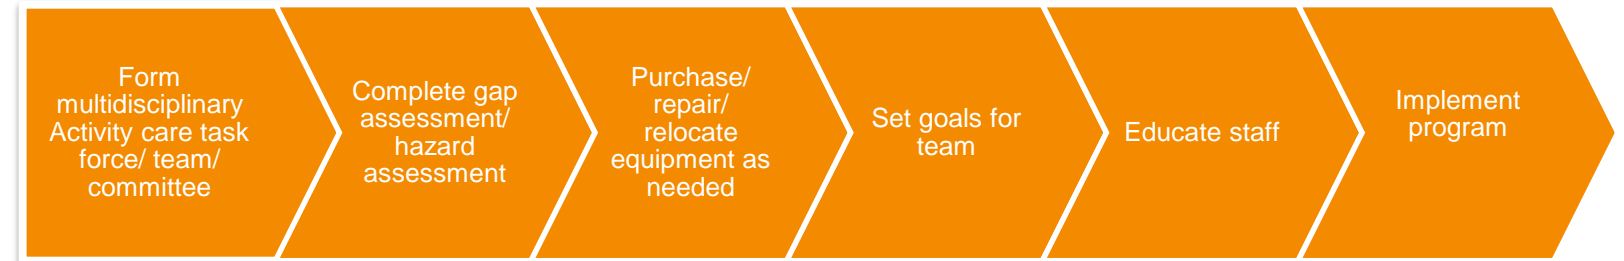 Form
multidisciplinary
Activity care task
force/ team/
committee
Complete gap
assessment/
hazard
assessment
Purchase/
repair/
relocate
equipment as
needed
Set goals for
team
Educate staff
Implement
program